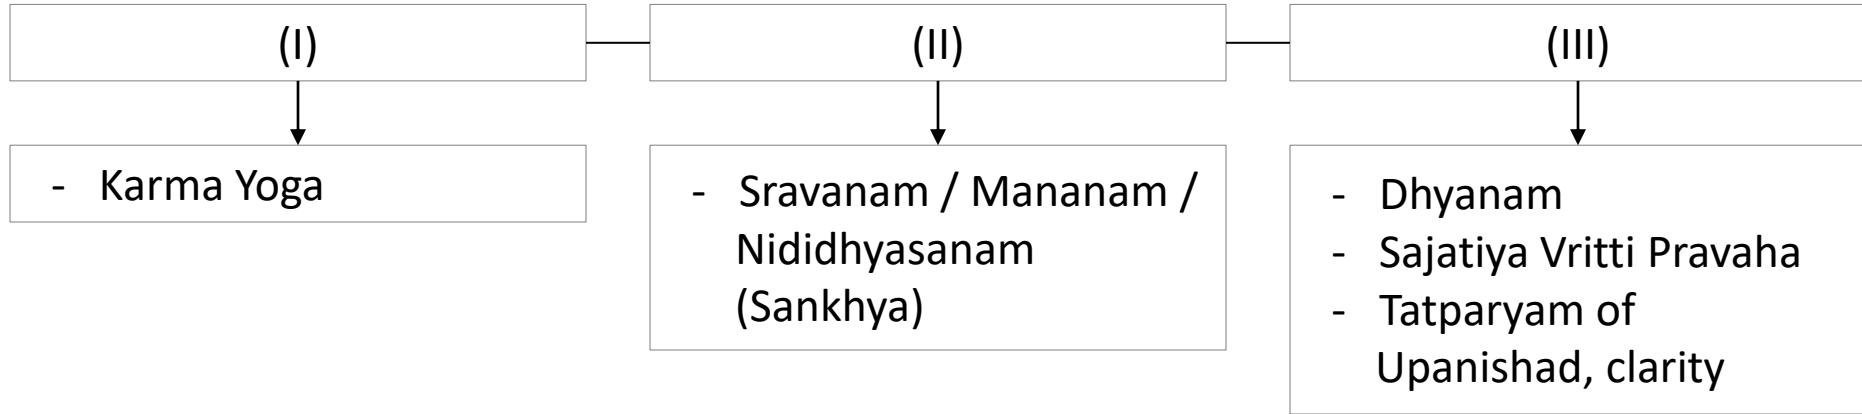 (I)
(II)
(III)
- Karma Yoga
- Sravanam / Mananam /
Nididhyasanam
(Sankhya)
- Dhyanam
- Sajatiya Vritti Pravaha
- Tatparyam of
Upanishad, clarity